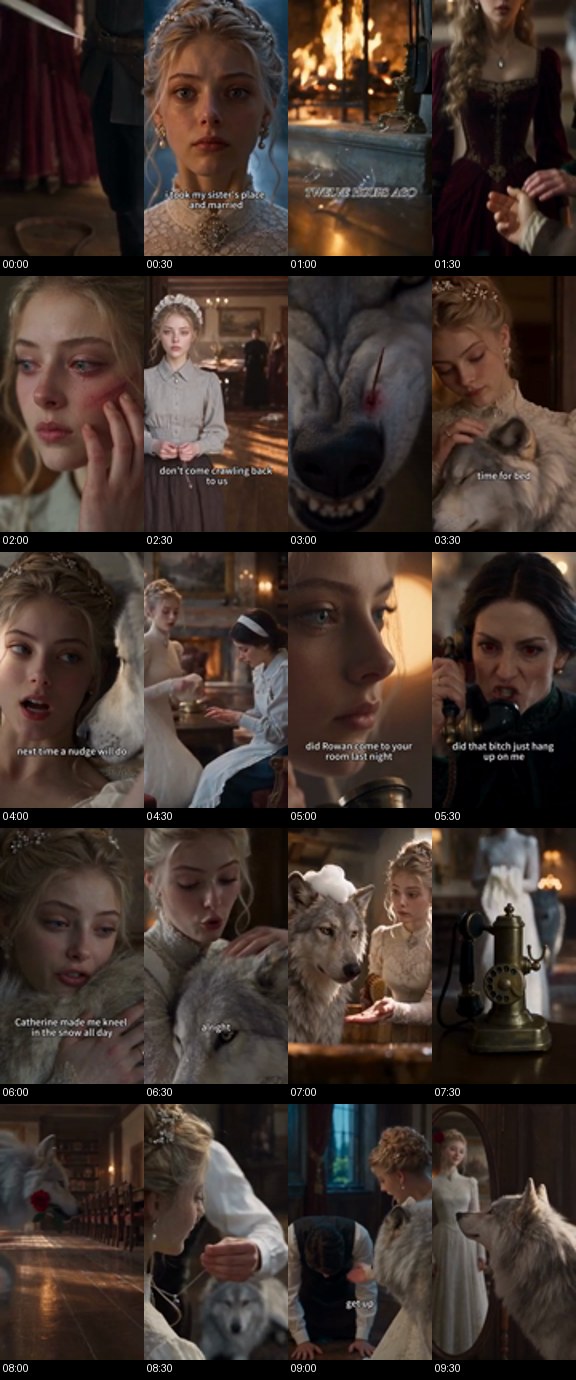 00:00
00:30
01:00
01:30
i took my sister's place
and married
TWELVE HOURS AGO
02:00
02:30
03:00
03:30
don't come crawling back
to us
time for bed
04:00
04:30
05:00
05:30
next time a nudge will do
did Rowan come to your
room last night
did that bitch just hang
up on me
06:00
06:30
07:00
07:30
Catherine made me kneel
in the snow all day
alright
08:00
08:30
09:00
09:30
get up